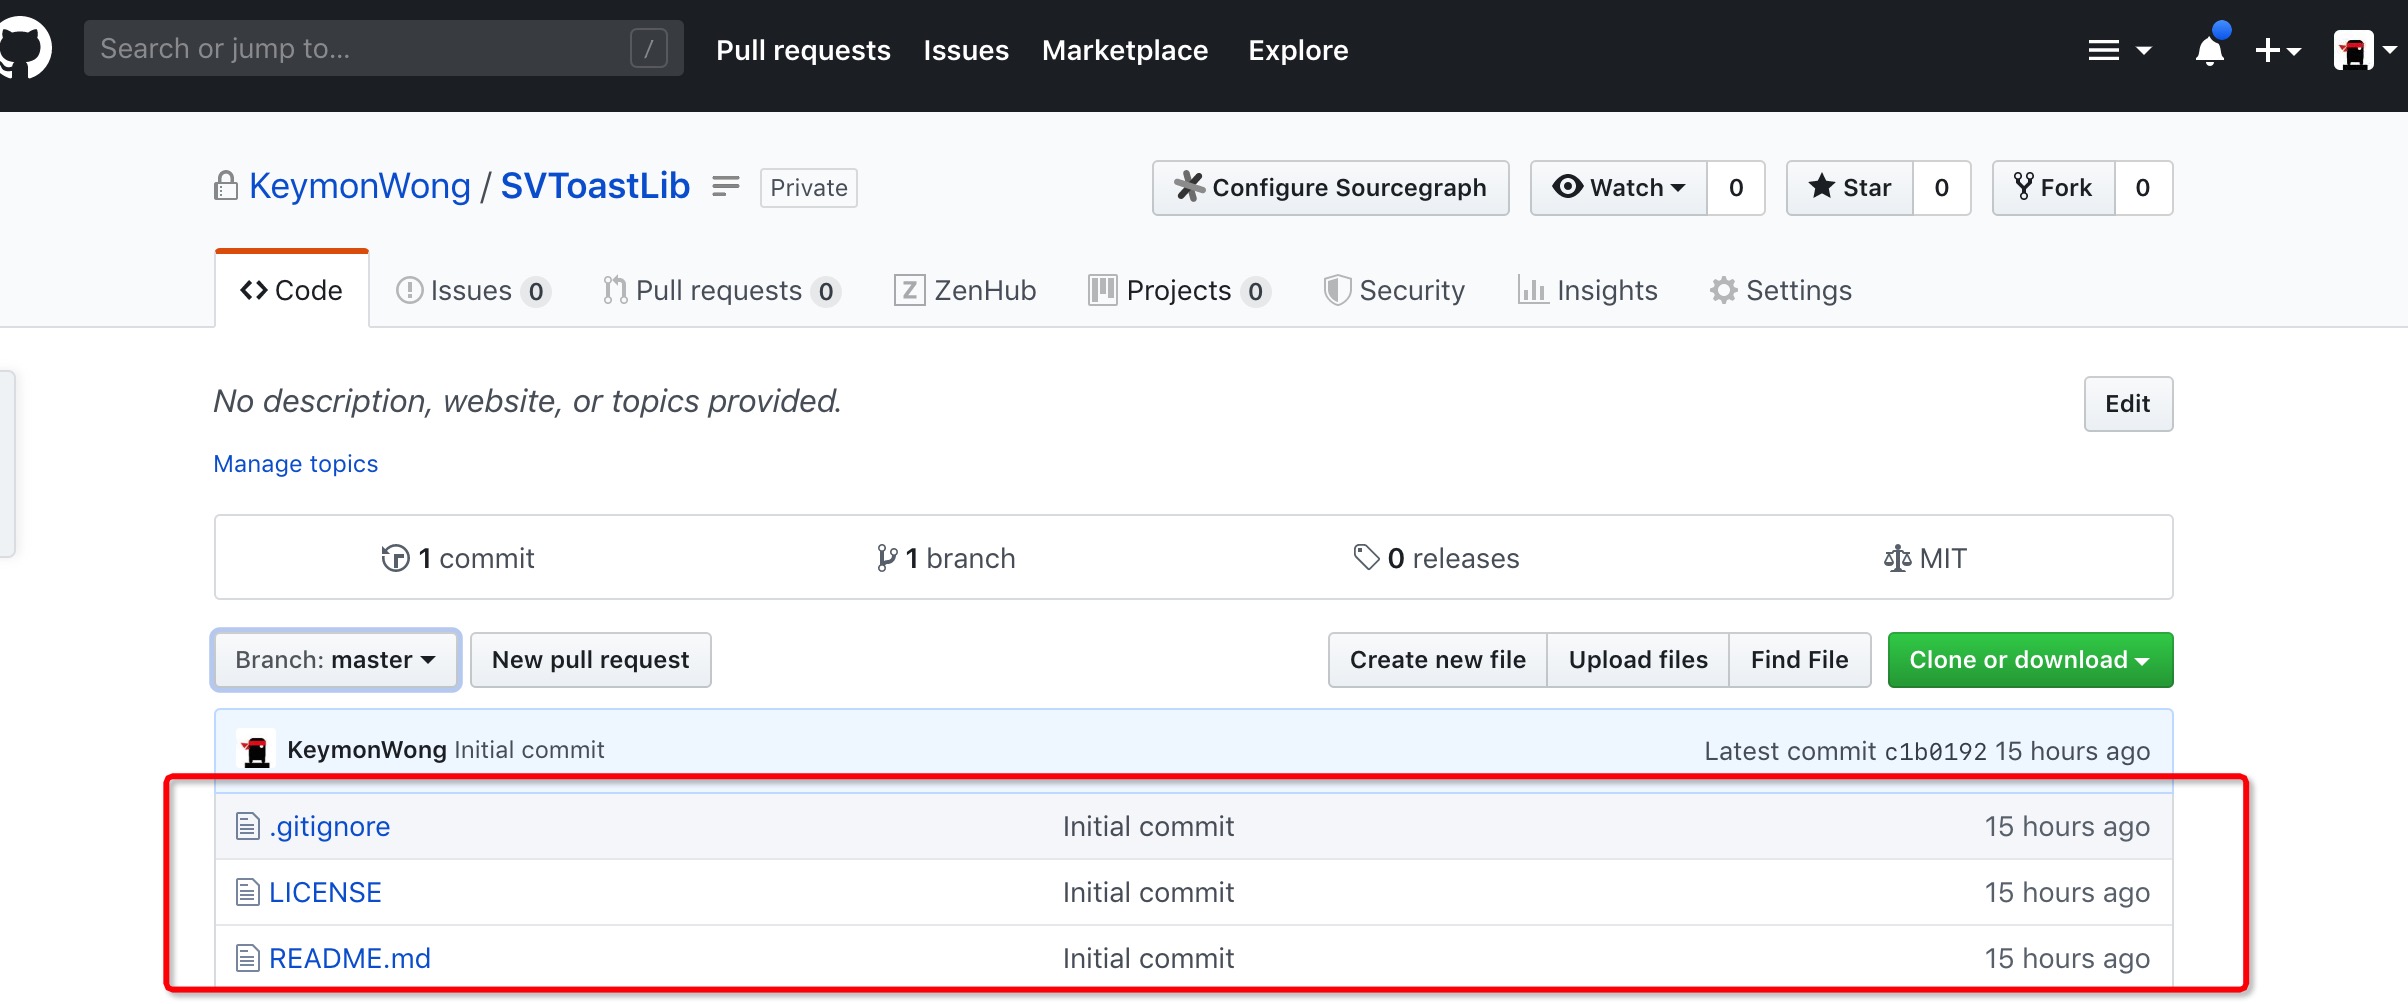 Search or jump to... / Pull requests Issues Marketplace Explore
KeymonWong / SVToastLib Private Configure Sourcegraph Watch 0 Star 0 Fork 0
Code Issues 0 Pull requests 0 Z ZenHub Projects 0 Security Insights Settings
No description, website, or topics provided. Edit
Manage topics
1 commit 1 branch 0 releases MIT
Branch: master New pull request Create new file Upload files Find File Clone or download
KeymonWong Initial commit Latest commit c1b0192 15 hours ago
.gitignore Initial commit 15 hours ago
LICENSE Initial commit 15 hours ago
README.md Initial commit 15 hours ago